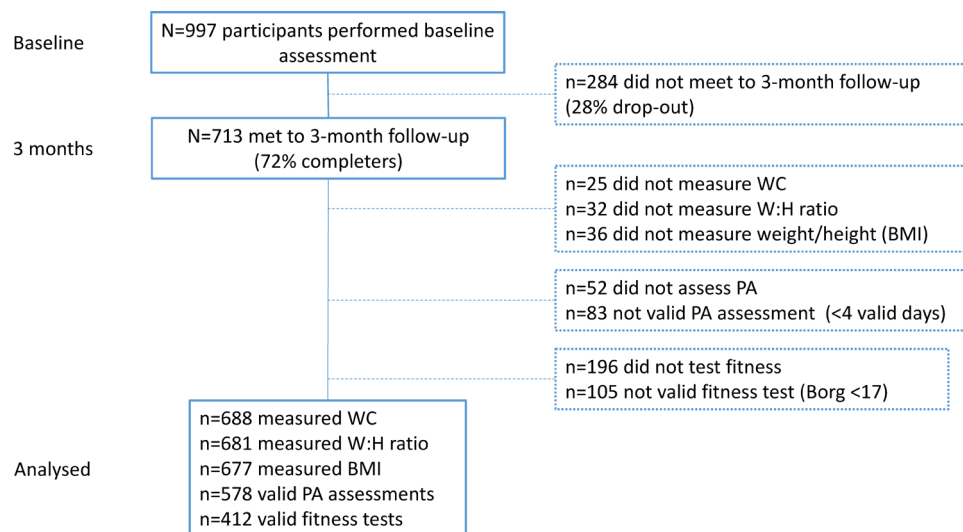 Baseline
N=997 participants performed baseline
assessment
n=284 did not meet to 3-month follow-up
(28% drop-out)
3 months
N=713 met to 3-month follow-up
(72% completers)
n=25 did not measure WC
n=32 did not measure W:H ratio
n=36 did not measure weight/height (BMI)
n=52 did not assess PA
n=83 not valid PA assessment (<4 valid days)
n=196 did not test fitness
n=105 not valid fitness test (Borg <17)
Analysed
n=688 measured WC
n=681 measured W:H ratio
n=677 measured BMI
n=578 valid PA assessments
n=412 valid fitness tests